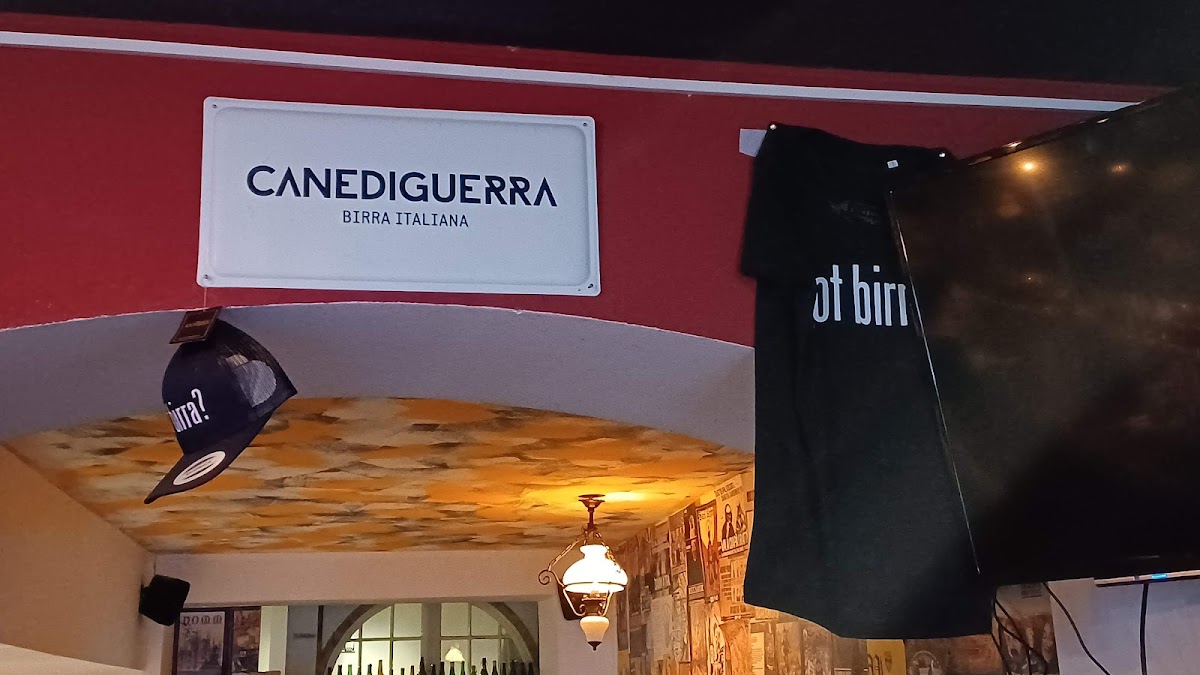 CANEDIGUERRA
BIRRA ITALIANA
ot birr
birra?